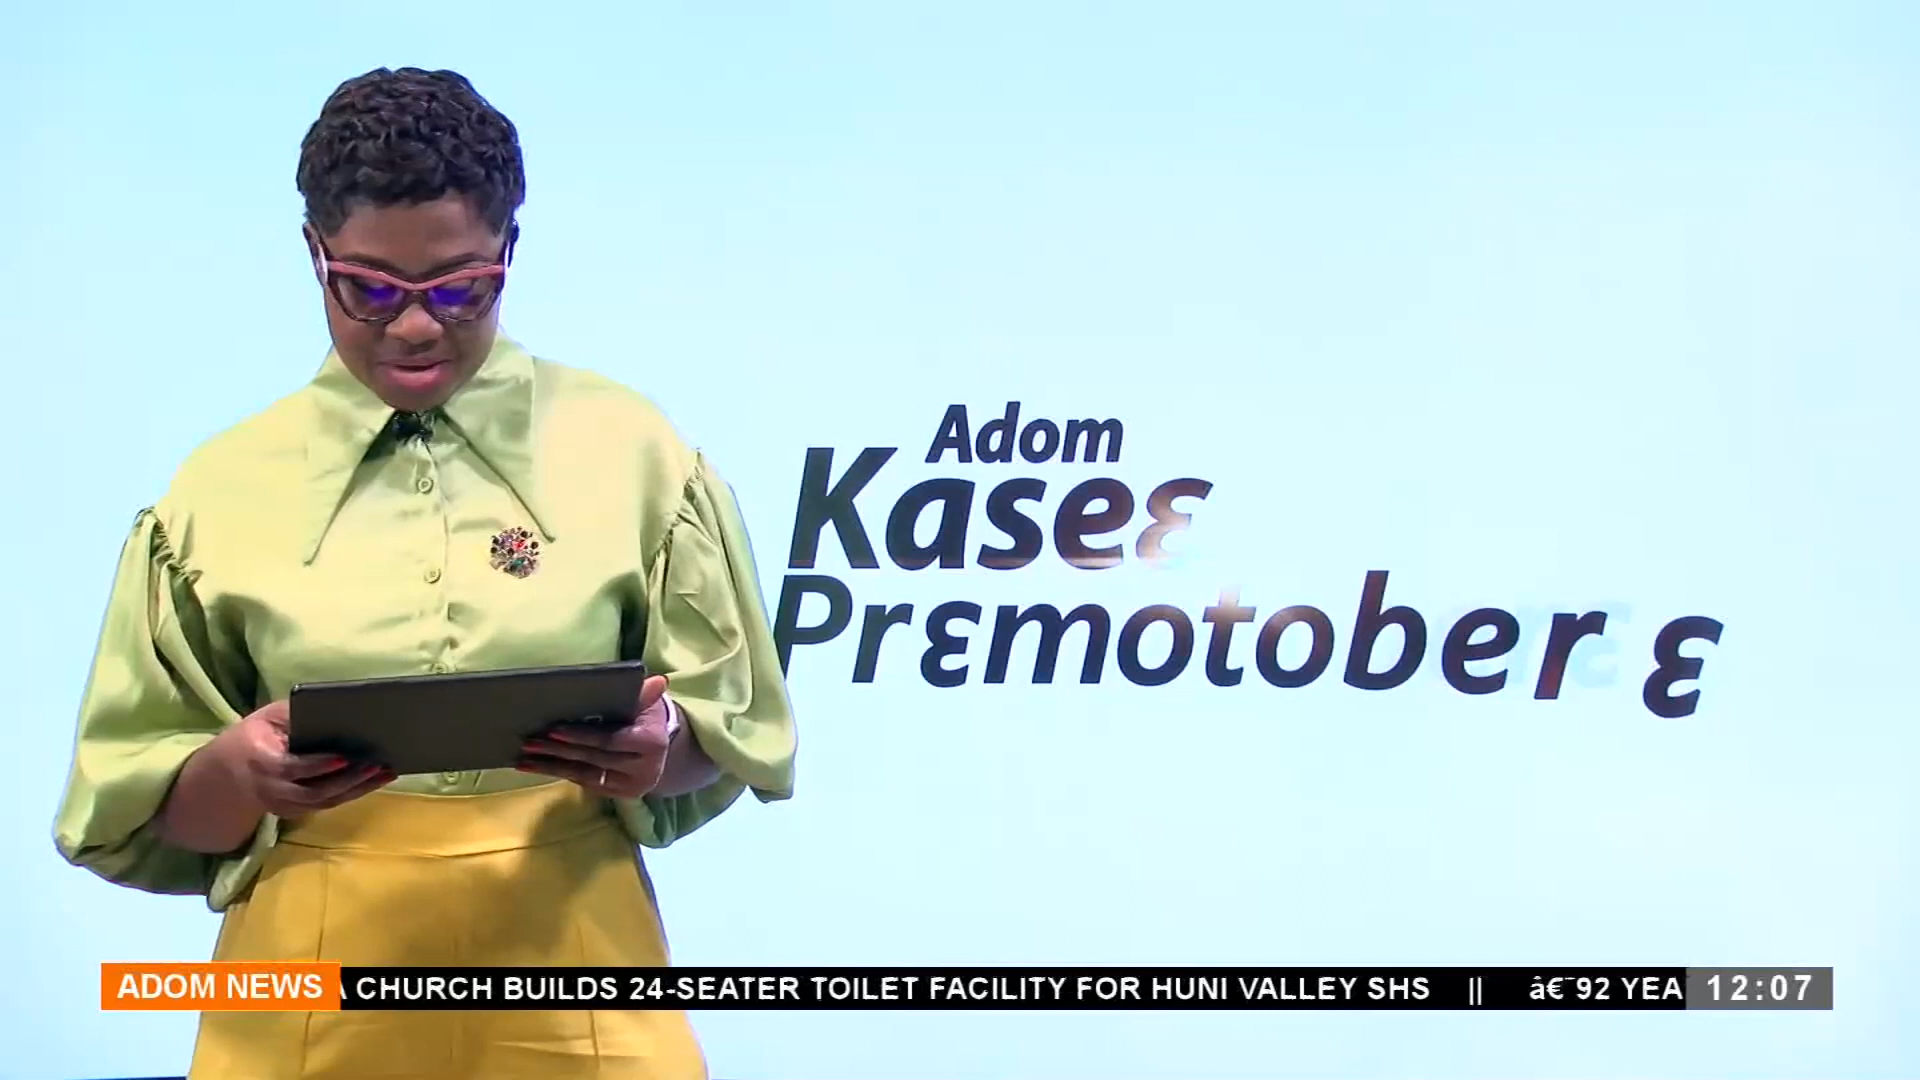 Adom
Kaseɛ
Prɛmotober ɛ
ADOM NEWS
A CHURCH BUILDS 24-SEATER TOILET FACILITY FOR HUNI VALLEY SHS || â€¯92 YEA
12:07